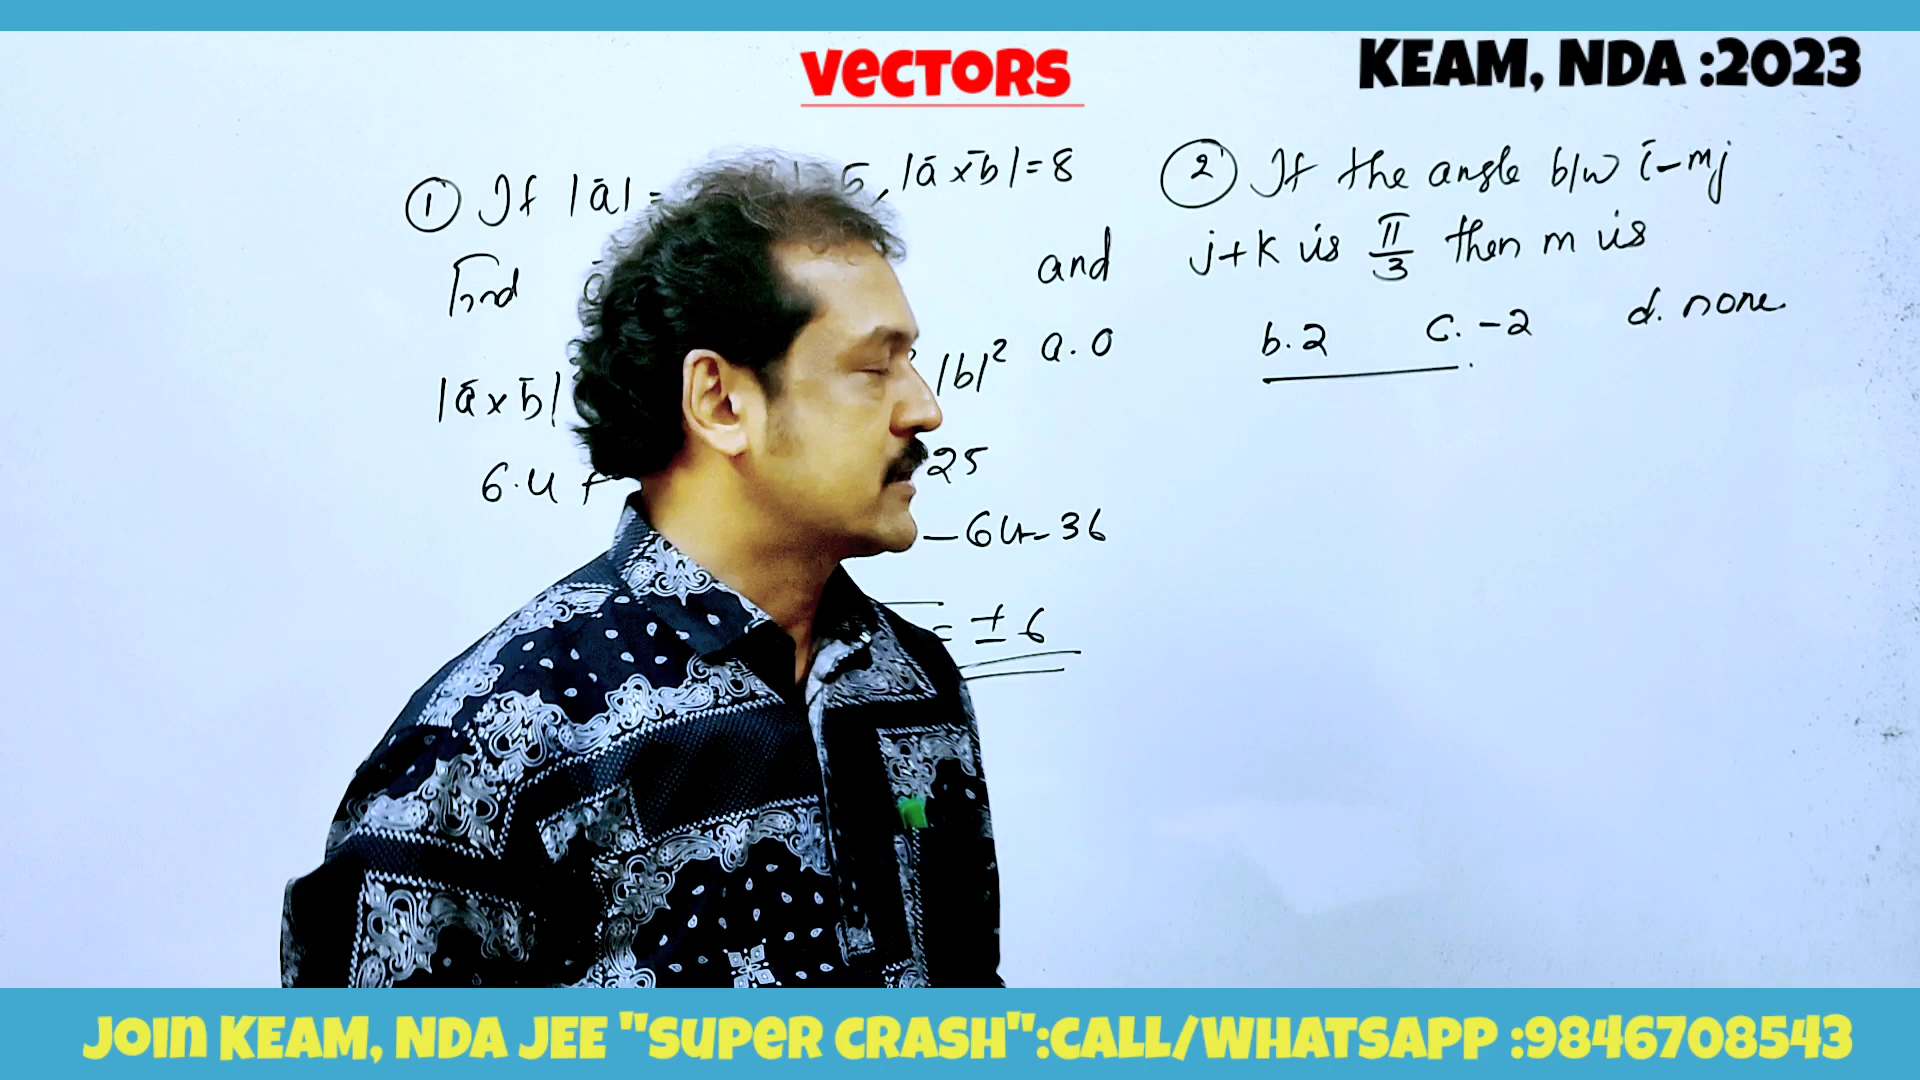 VECTORS
KEAM, NDA :2023
① If |ā| = 5, |ā x b̄| = 8
find
and
|ā x b̄| |b|² 
6 4 + 25
- 64 - 36
= ± 6
② If the angle b/w i - mj
j + k is π/3 then m is
a. 0 b. 2 c. -2 d. none
Join KEAM, NDA JEE "SUPER CRASH":CALL/WHATSAPP :9846708543